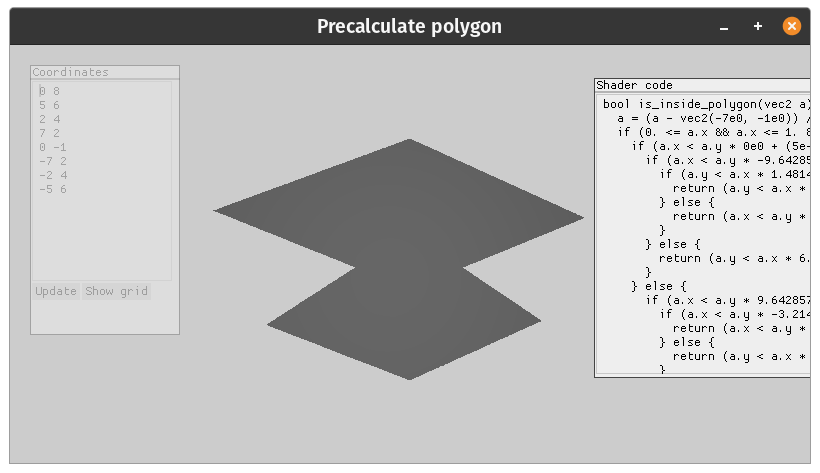 Precalculate polygon
Coordinates
0 8
5 6
2 4
7 2
0 -1
-7 2
-2 4
-5 6
Update Show grid
Shader code
bool is_inside_polygon(vec2 a)
a = (a - vec2(-7e0, -1e0)) /
if (0. <= a.x && a.x <= 1. &
if (a.x < a.y * 0e0 + (5e-
if (a.x < a.y * -9.64285
if (a.y < a.x * 1.4814
return (a.y < a.x *
} else {
return (a.x < a.y *
}
} else {
return (a.y < a.x * 6.
}
} else {
if (a.x < a.y * 9.642857
if (a.x < a.y * -3.214
return (a.x < a.y *
} else {
return (a.y < a.x *
}